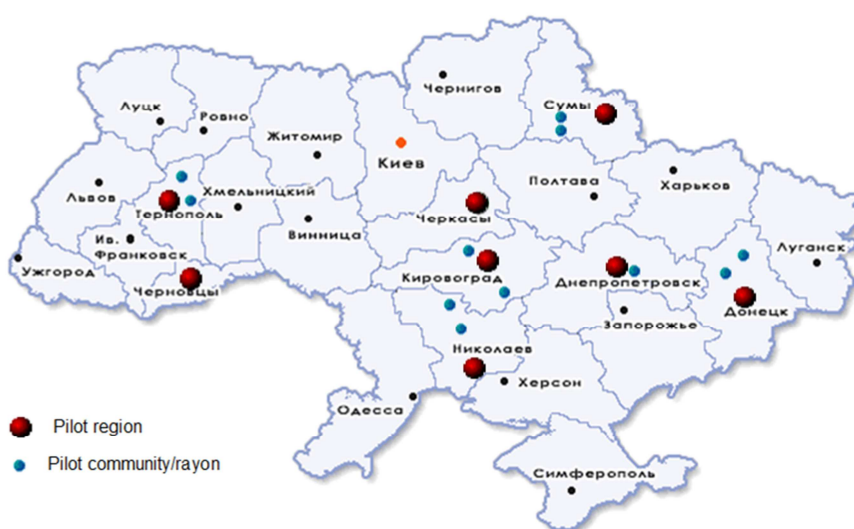 Чернигов
Сумы
Луцк
Ровно
Житомир
Киев
Полтава
Харьков
Львов
Тернополь
Хмельницкий
Черкасы
Винница
Ив.
Франковск
Луганск
Ужгород
Черновцы
Кировоград
Днепропетровск
Донецк
Запорожье
Николаев
Херсон
Одесса
Pilot region
Pilot community/rayon
Симферополь